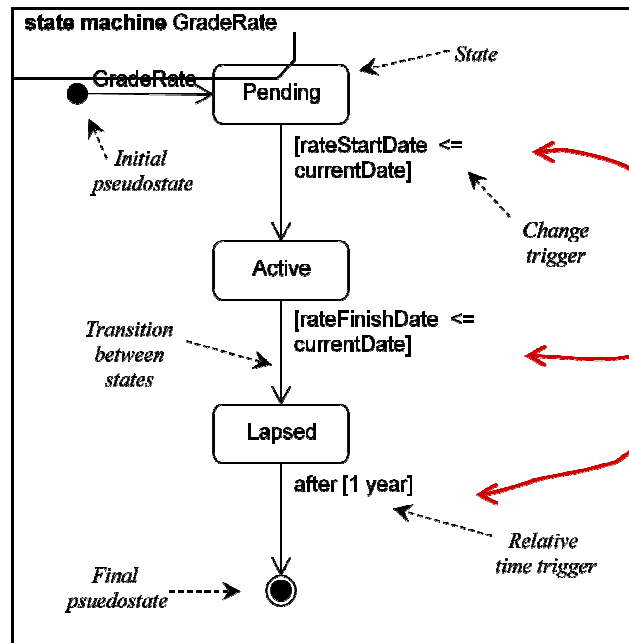 state machine GradeRate
State
GradeRate
Pending
Initial
pseudostate
[rateStartDate <=
currentDate]
Change
trigger
Active
[rateFinishDate <=
currentDate]
Transition
between
states
Lapsed
after [1 year]
Relative
time trigger
Final
psuedostate